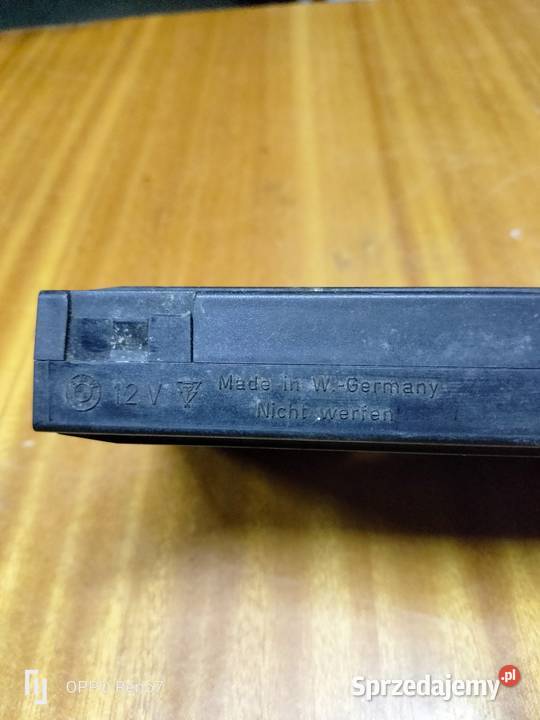 12 V Made in W.-Germany
Nicht werfen
OPPO Reno7
Sprzedajemy.pl